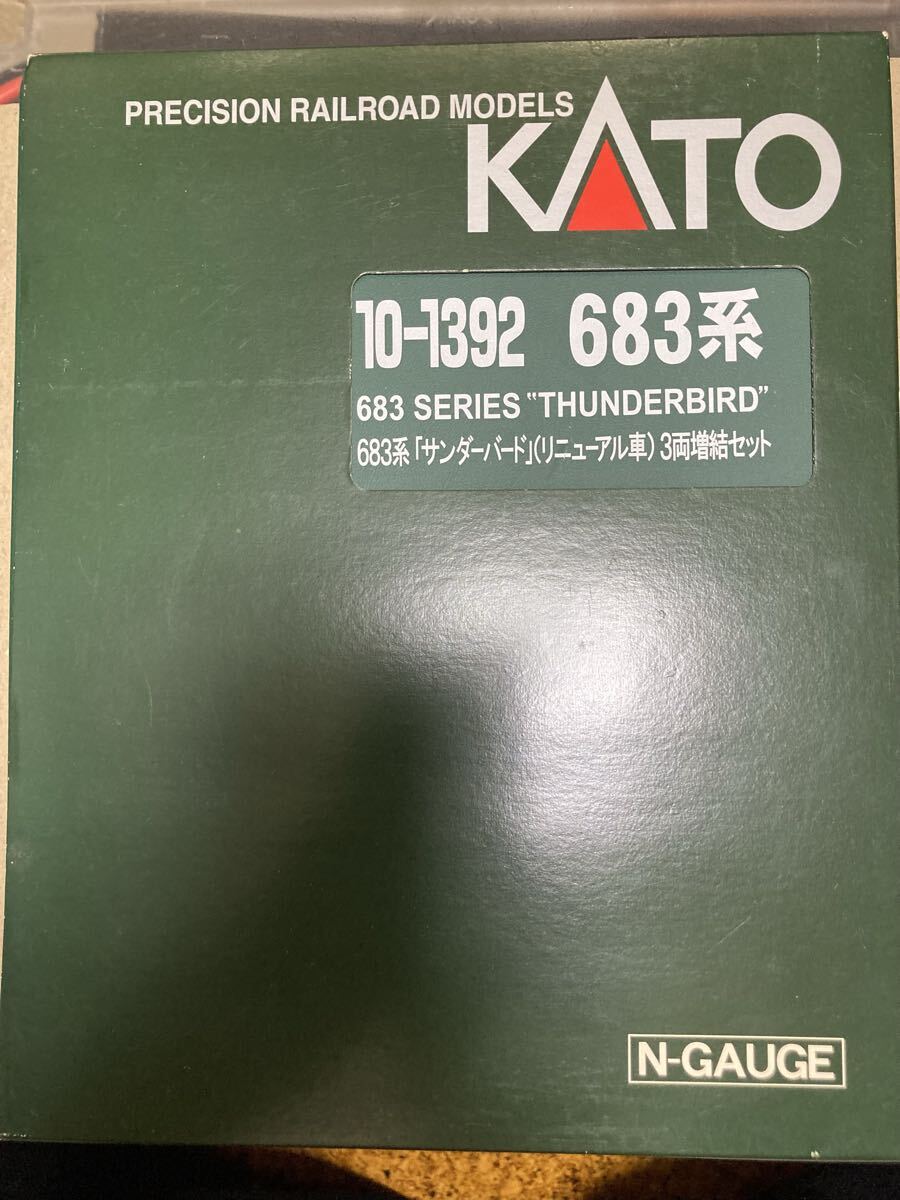 PRECISION RAILROAD MODELS
KATO
10-1392 683系
683 SERIES "THUNDERBIRD"
683系「サンダーバード」(リニューアル車) 3両増結セット
N-GAUGE